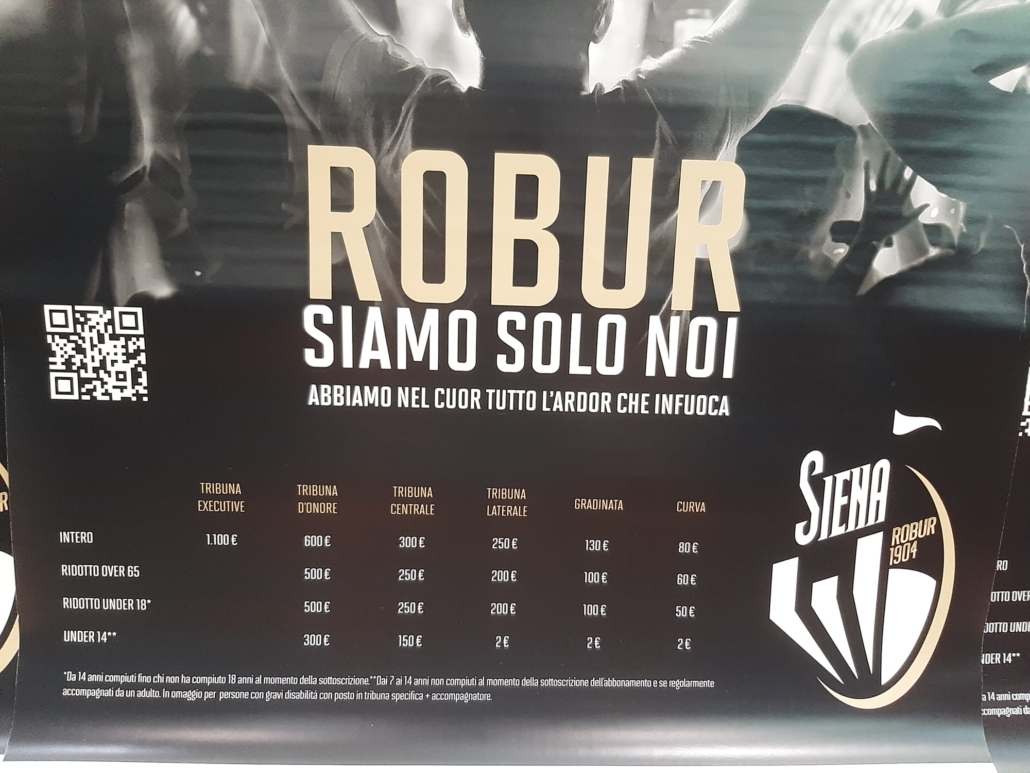 ROBUR
SIAMO SOLO NOI
ABBIAMO NEL CUOR TUTTO L'ARDOR CHE INFUOCA
TRIBUNA EXECUTIVE TRIBUNA D'ONORE TRIBUNA CENTRALE TRIBUNA LATERALE GRADINATA CURVA
INTERO 1.100 € 600 € 300 € 250 € 130 € 80 €
RIDOTTO OVER 65 500 € 250 € 200 € 100 € 60 €
RIDOTTO UNDER 18* 500 € 250 € 200 € 100 € 50 €
UNDER 14** 300 € 150 € 2 € 2 € 2 €
*Da 14 anni compiuti fino chi non ha compiuto 18 anni al momento della sottoscrizione.**Dai 7 ai 14 anni non compiuti al momento della sottoscrizione dell'abbonamento e se regolarmente
accompagnati da un adulto. In omaggio per persone con gravi disabilità con posto in tribuna specifica + accompagnatore.
SIENA
ROBUR
1904